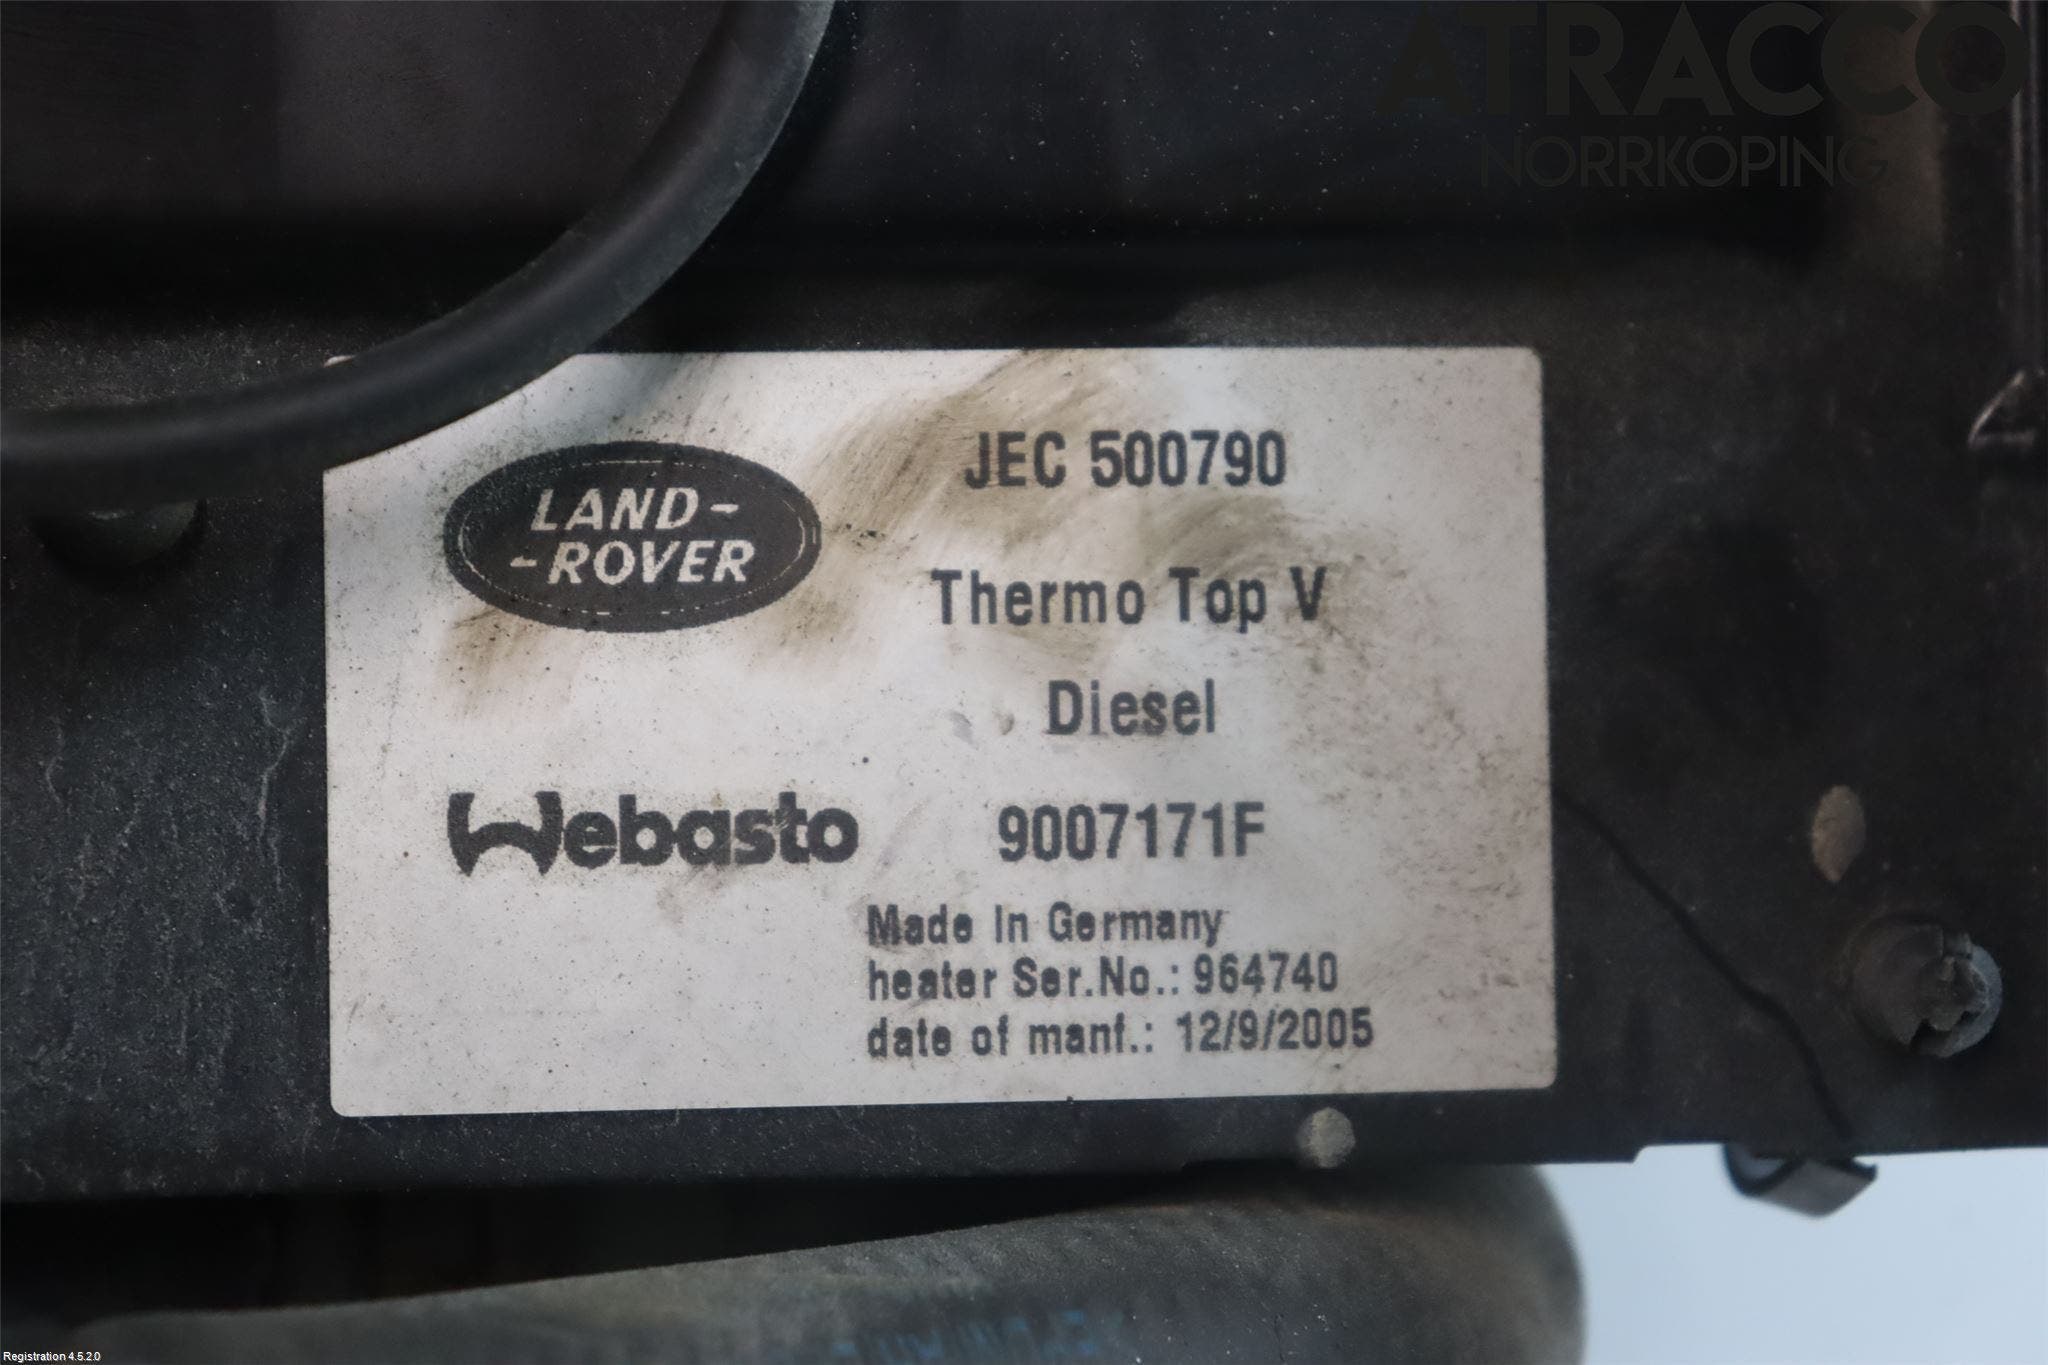 ATRACCO
NORRKÖPING
LAND-
-ROVER
JEC 500790
Thermo Top V
Diesel
Webasto
9007171F
Made In Germany
heater Ser.No.: 964740
date of manf.: 12/9/2005
Registration 4.5.2.0